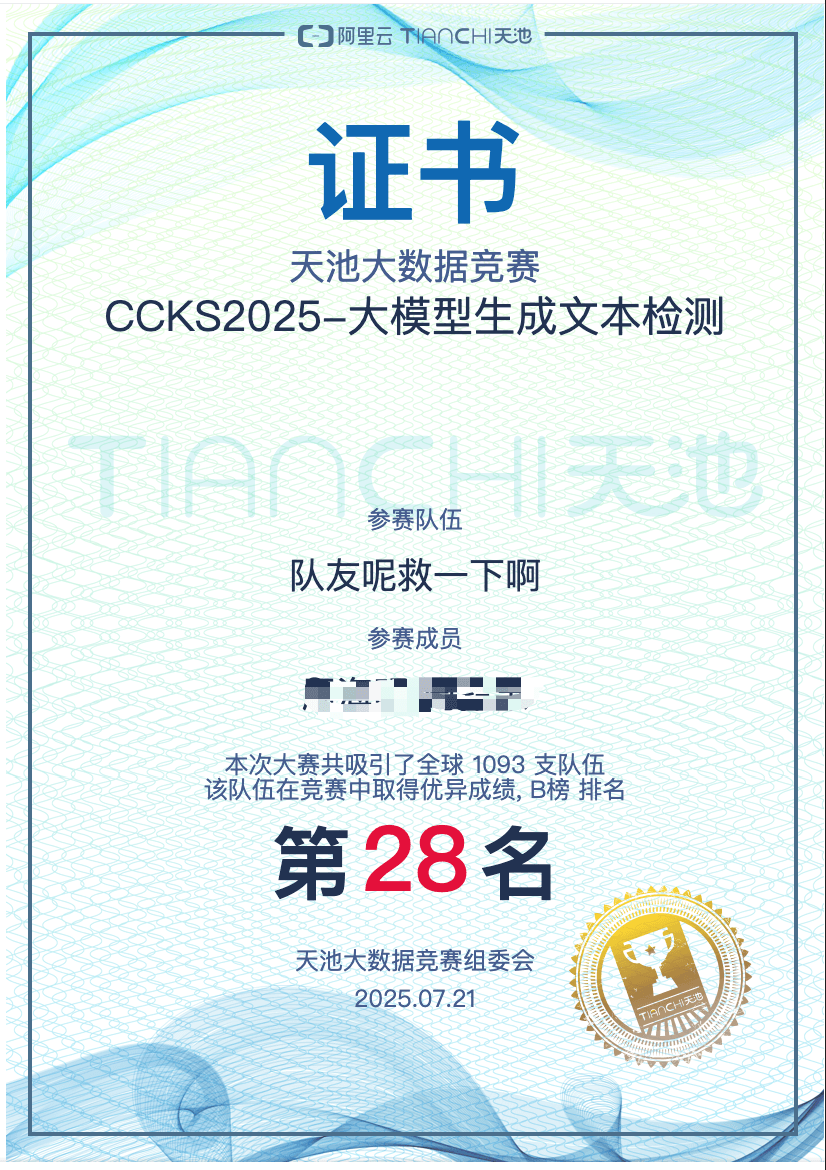 阿里云 TIANCHI天池
证书
天池大数据竞赛
CCKS2025-大模型生成文本检测
TIANCHI天池
参赛队伍
队友呢救一下啊
参赛成员
本次大赛共吸引了全球 1093 支队伍
该队伍在竞赛中取得优异成绩, B榜 排名
第28名
天池大数据竞赛组委会
2025.07.21
TIANCHI天池